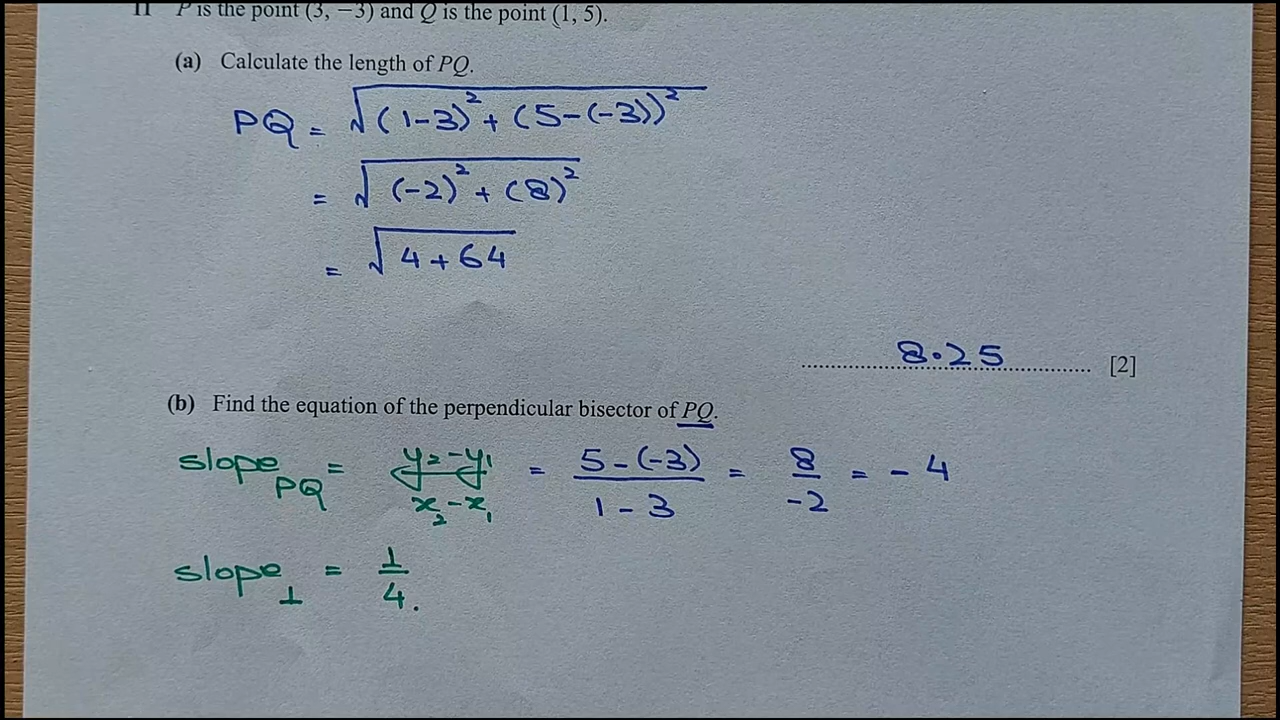 11 P is the point (3, −3) and Q is the point (1, 5).
(a) Calculate the length of PQ.
PQ = √((1-3)² + (5-(-3))²)
= √((-2)² + (8)²)
= √(4+64)
8.25 [2]
(b) Find the equation of the perpendicular bisector of PQ.
slope PQ = (y₂-y₁)/(x₂-x₁) = (5-(-3))/(1-3) = 8/-2 = -4
slope ⊥ = 1/4.